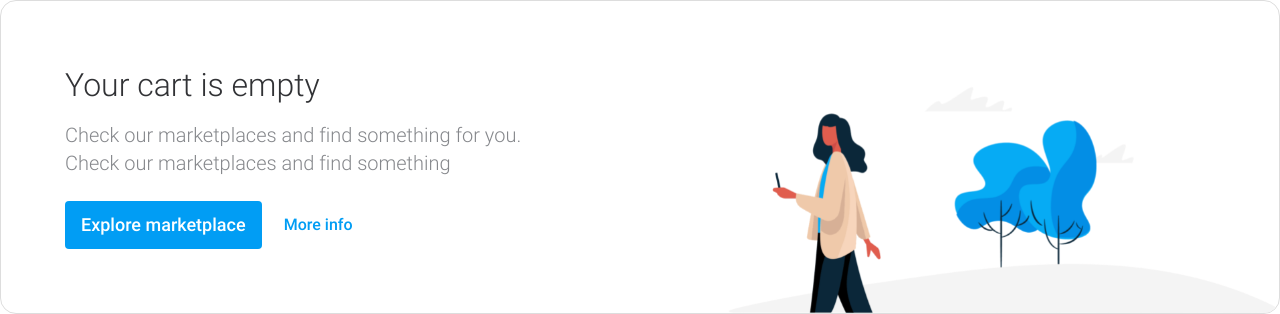 Your cart is empty
Check our marketplaces and find something for you.
Check our marketplaces and find something
Explore marketplace
More info